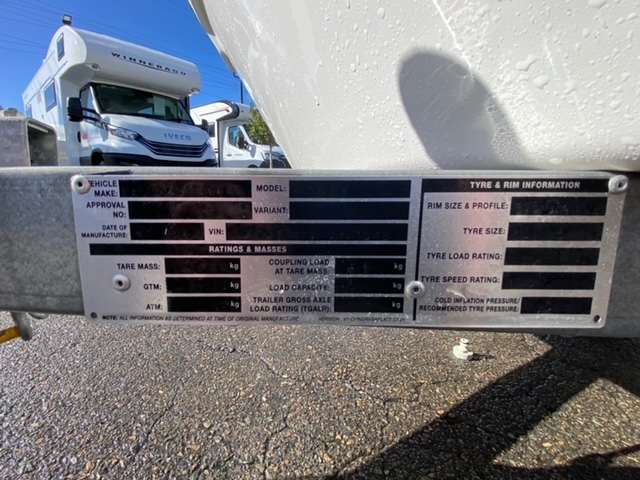 WINNEBAGO
IVECO
VEHICLE MAKE:
MODEL:
APPROVAL NO:
VARIANT:
DATE OF MANUFACTURE:
VIN:
RATINGS & MASSES
TARE MASS: kg
COUPLING LOAD AT TARE MASS: kg
GTM: kg
LOAD CAPACITY: kg
ATM: kg
TRAILER GROSS AXLE LOAD RATING (TGALR): kg
NOTE: ALL INFORMATION AS DETERMINED AT TIME OF ORIGINAL MANUFACTURE
VERSION:
TYRE & RIM INFORMATION
RIM SIZE & PROFILE:
TYRE SIZE:
TYRE LOAD RATING:
TYRE SPEED RATING:
COLD INFLATION PRESSURE/
RECOMMENDED TYRE PRESSURE: